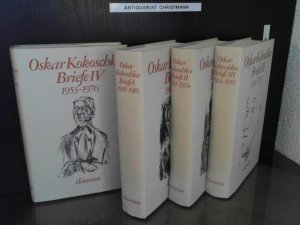 ANTIQUARIAT CHRISTMANN
Oskar Kokoschka
Briefe IV
1953-1976
claassen
Oskar
Kokoschka
Briefe I
1905-1919
claassen
Oskar
Kokoschka
Briefe II
1919-1934
claassen
Oskar Kokoschka
Briefe III
1934-1953
claassen